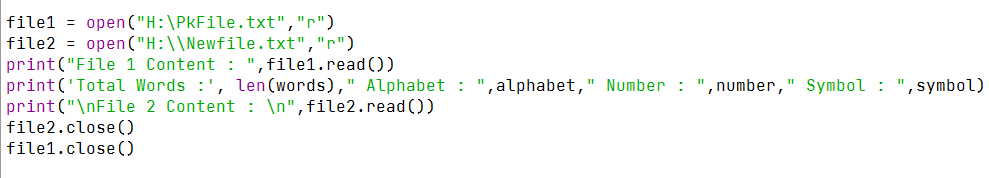 file1 = open("H:\PkFile.txt","r")
file2 = open("H:\\Newfile.txt","r")
print("File 1 Content : ",file1.read())
print('Total Words :', len(words)," Alphabet : ",alphabet," Number : ",number," Symbol : ",symbol)
print("\nFile 2 Content : \n",file2.read())
file2.close()
file1.close()